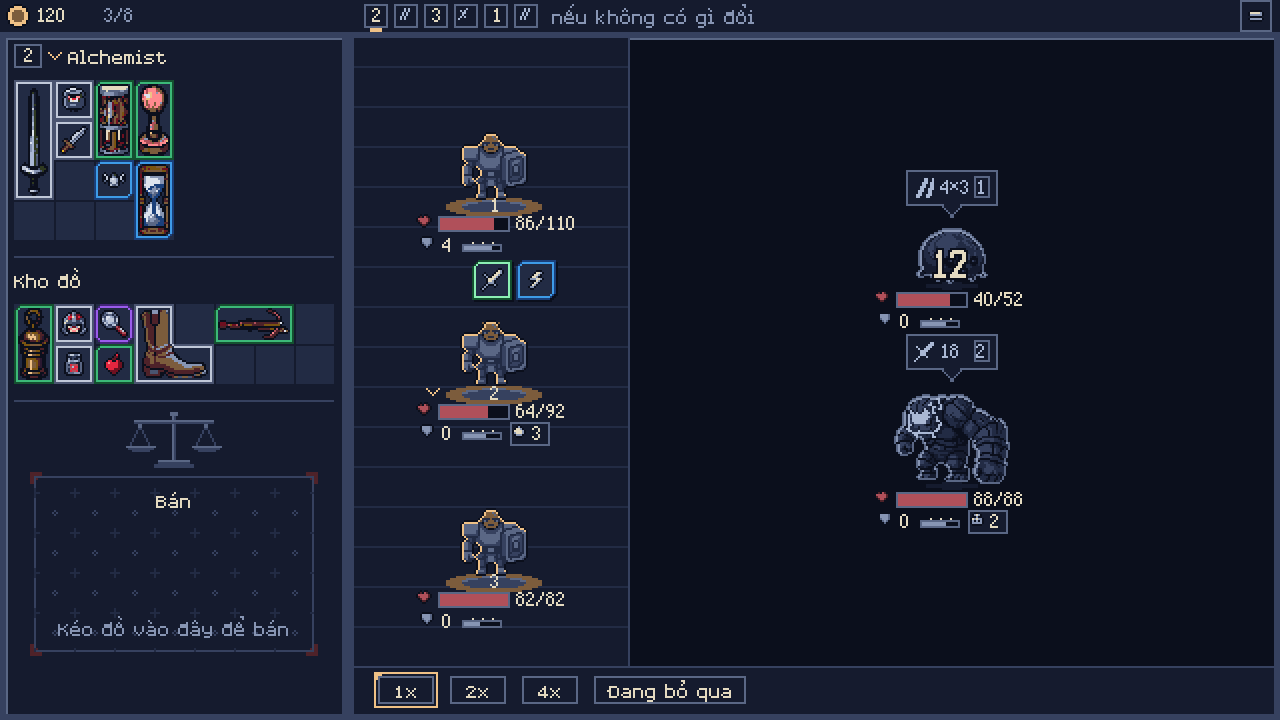 120 3/8 2 3 1 nếu không có gì đổi
2 Alchemist
Kho đồ
Bán
Kéo đồ vào đây để bán
1
86/110
4
2
64/92
0 3
3
82/82
0
4×3 1
12
40/52
0
18 2
88/88
0 2
1x 2x 4x Đang bỏ qua